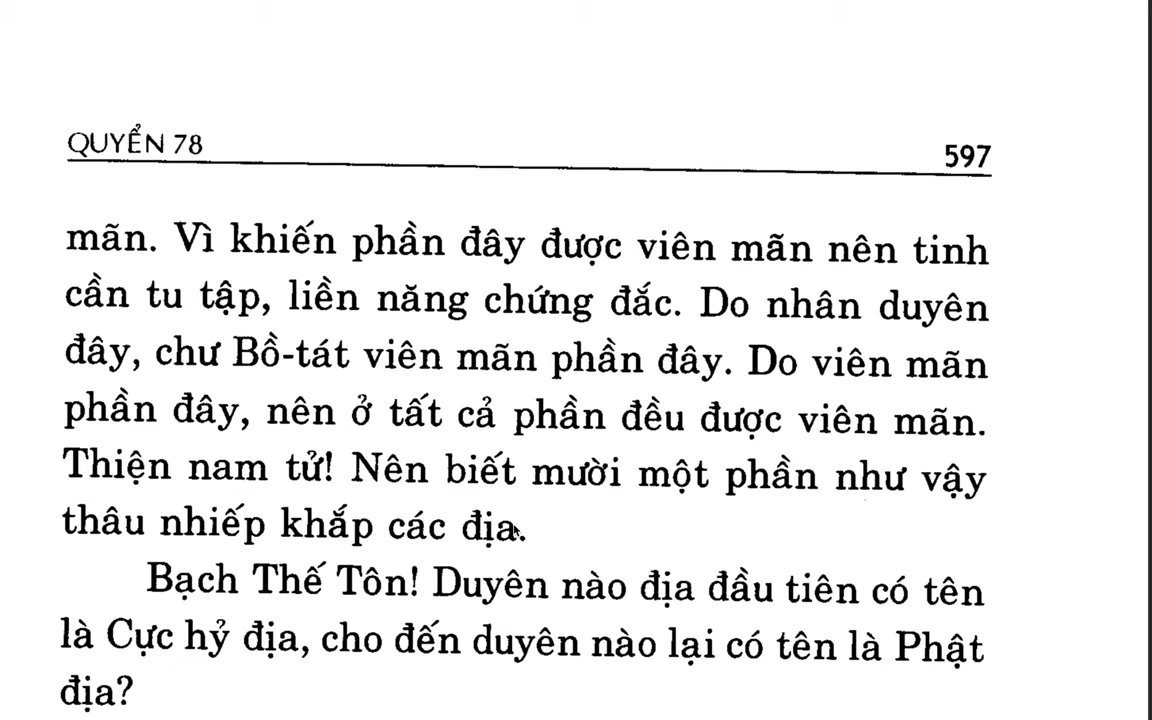 QUYỂN 78
597
mãn. Vì khiến phần đây được viên mãn nên tinh
cần tu tập, liền năng chứng đắc. Do nhân duyên
đây, chư Bồ-tát viên mãn phần đây. Do viên mãn
phần đây, nên ở tất cả phần đều được viên mãn.
Thiện nam tử! Nên biết mười một phần như vậy
thâu nhiếp khắp các địa.
Bạch Thế Tôn! Duyên nào địa đầu tiên có tên
là Cực hỷ địa, cho đến duyên nào lại có tên là Phật
địa?